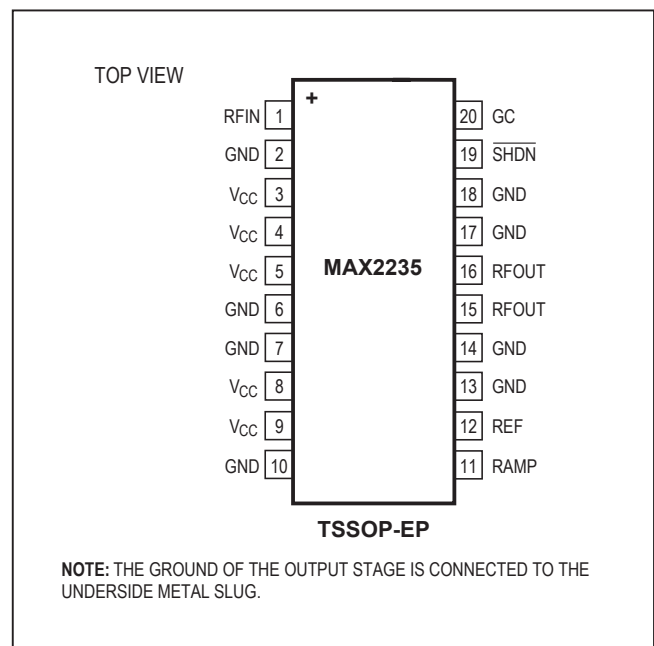 TOP VIEW
+
RFIN 1
GND 2
VCC 3
VCC 4
VCC 5
GND 6
GND 7
VCC 8
VCC 9
GND 10
MAX2235
20 GC
19 SHDN
18 GND
17 GND
16 RFOUT
15 RFOUT
14 GND
13 GND
12 REF
11 RAMP
TSSOP-EP
NOTE: THE GROUND OF THE OUTPUT STAGE IS CONNECTED TO THE
UNDERSIDE METAL SLUG.